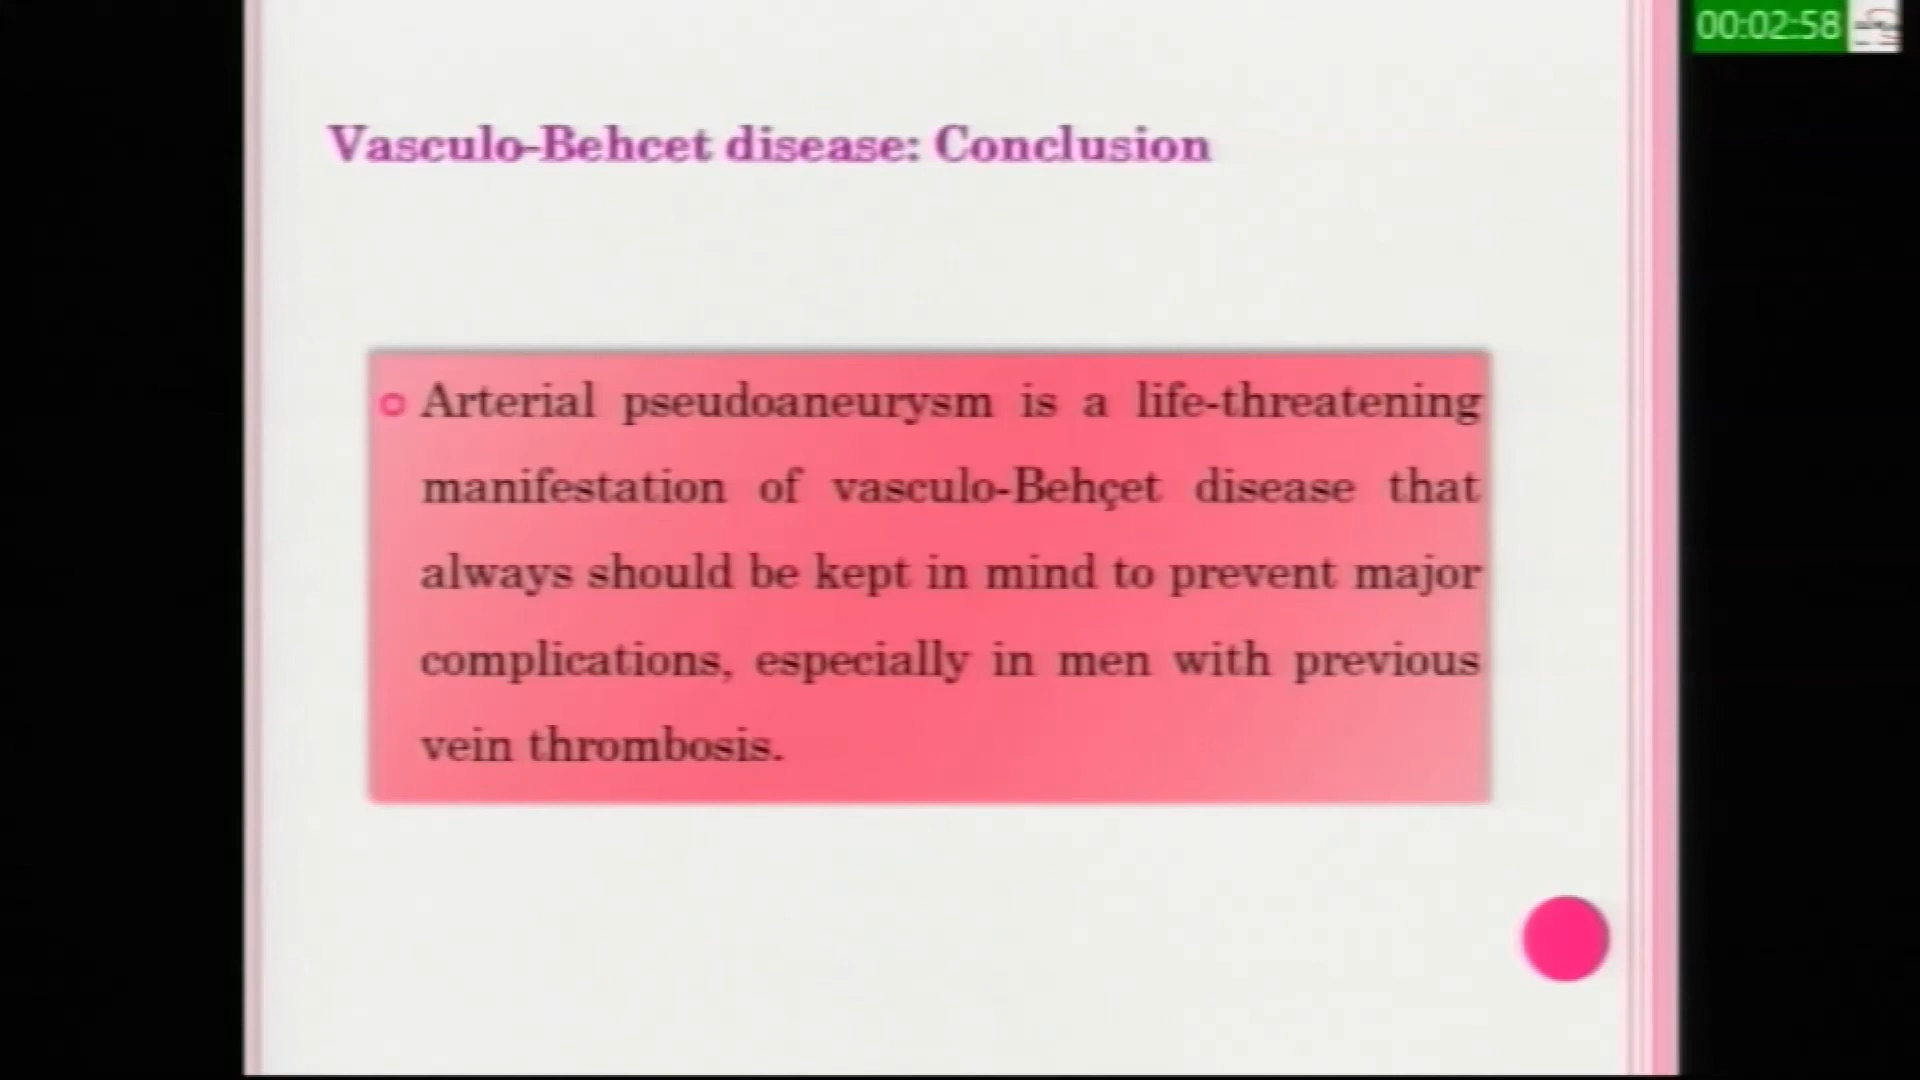 00:02:58
Vasculo-Behcet disease: Conclusion
Arterial pseudoaneurysm is a life-threatening
manifestation of vasculo-Behçet disease that
always should be kept in mind to prevent major
complications, especially in men with previous
vein thrombosis.